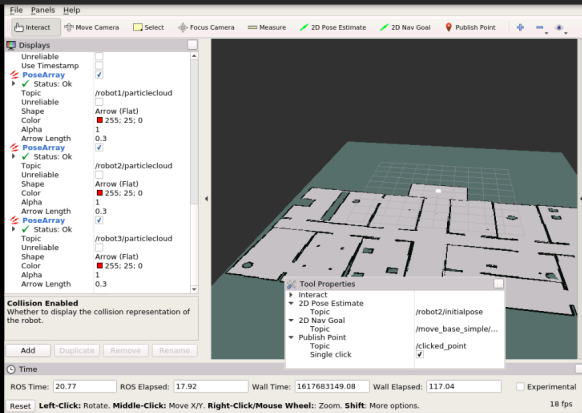 File Panels Help
Interact Move Camera Select Focus Camera Measure 2D Pose Estimate 2D Nav Goal Publish Point
Displays
Unreliable
Use Timestamp
PoseArray
Status: Ok
Topic /robot1/particlecloud
Unreliable
Shape Arrow (Flat)
Color 255; 25; 0
Alpha 1
Arrow Length 0.3
PoseArray
Status: Ok
Topic /robot2/particlecloud
Unreliable
Shape Arrow (Flat)
Color 255; 25; 0
Alpha 1
Arrow Length 0.3
PoseArray
Status: Ok
Topic /robot3/particlecloud
Unreliable
Shape Arrow (Flat)
Color 255; 25; 0
Alpha 1
Arrow Length 0.3
Collision Enabled
Whether to display the collision representation of
the robot.
Add Duplicate Remove Rename
Tool Properties
Interact
2D Pose Estimate
Topic /robot2/initialpose
2D Nav Goal
Topic /move_base_simple/...
Publish Point
Topic /clicked_point
Single click
Time
ROS Time: 20.77 ROS Elapsed: 17.92 Wall Time: 1617683149.08 Wall Elapsed: 117.04 Experimental
Reset Left-Click: Rotate. Middle-Click: Move X/Y. Right-Click/Mouse Wheel:: Zoom. Shift: More options. 18 fps